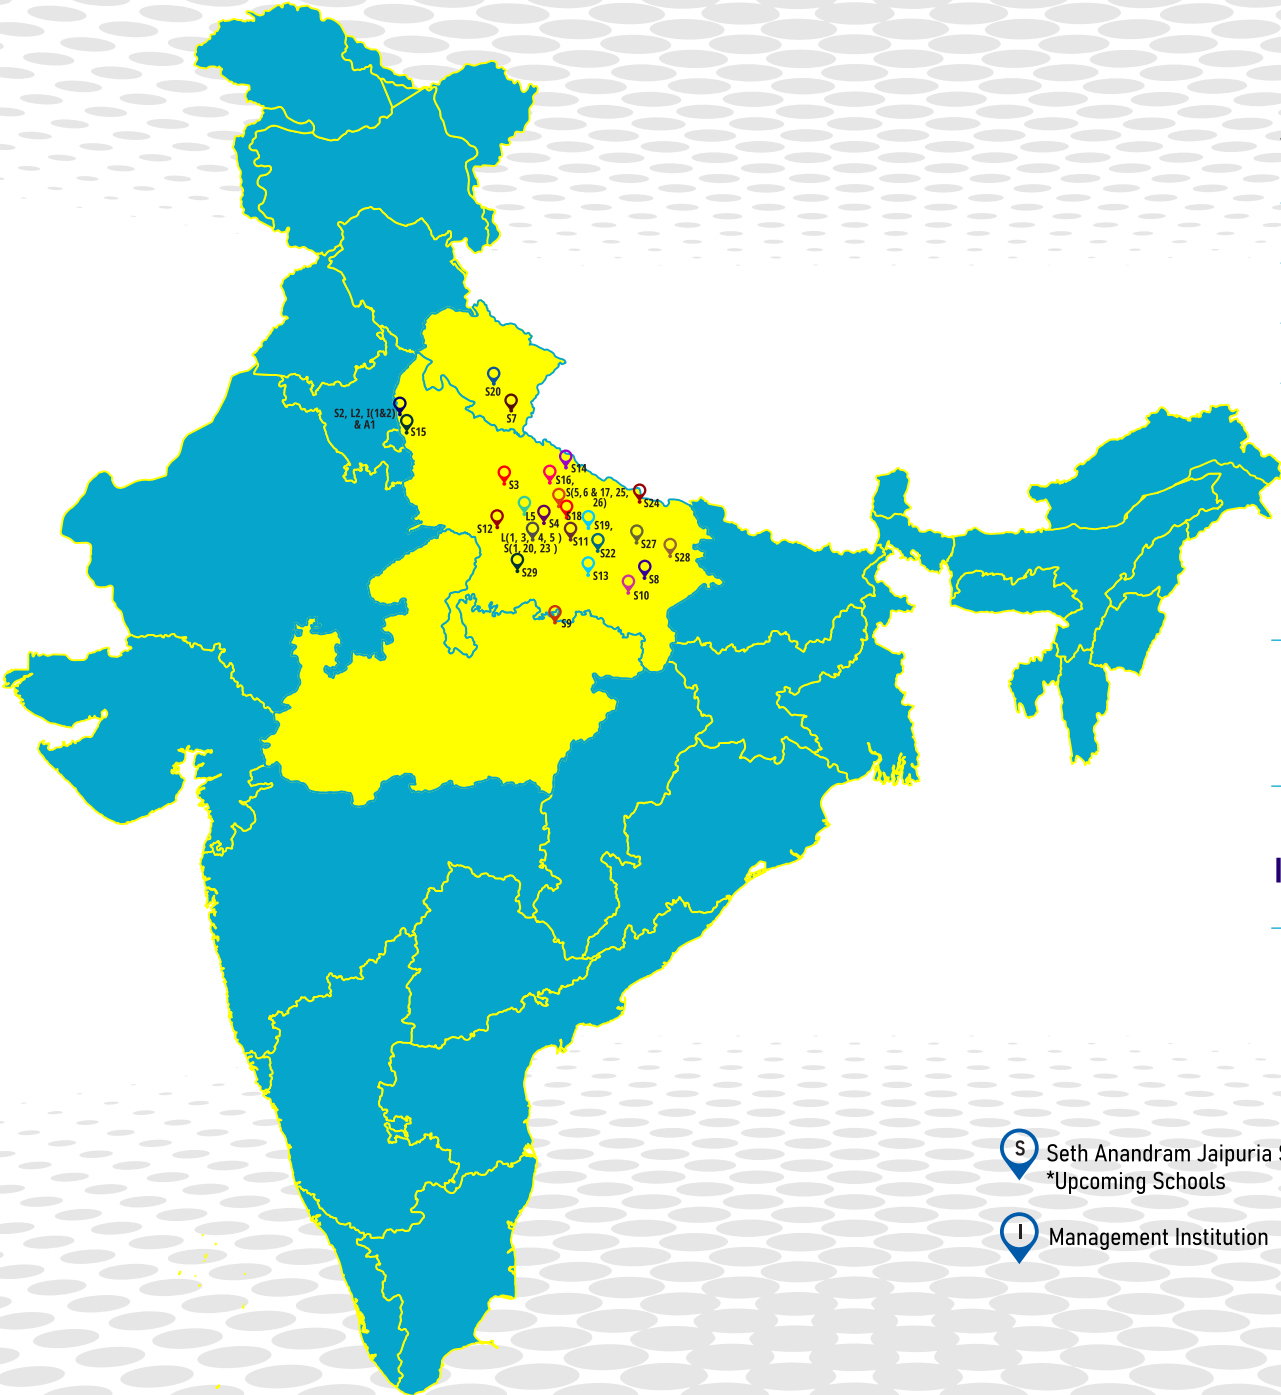 S20
S7
S2, L2, I(1&2)
& A1
S15
S14
S3
S16,
S(5,6 & 17, 25,
26)
S24
L5
S4
S18
S19,
S12
L(1, 3, 4, 5 )
S(1, 20, 23 )
S11
S22
S27
S28
S29
S13
S8
S10
S9
S
Seth Anandram Jaipuria
*Upcoming Schools
I
Management Institution